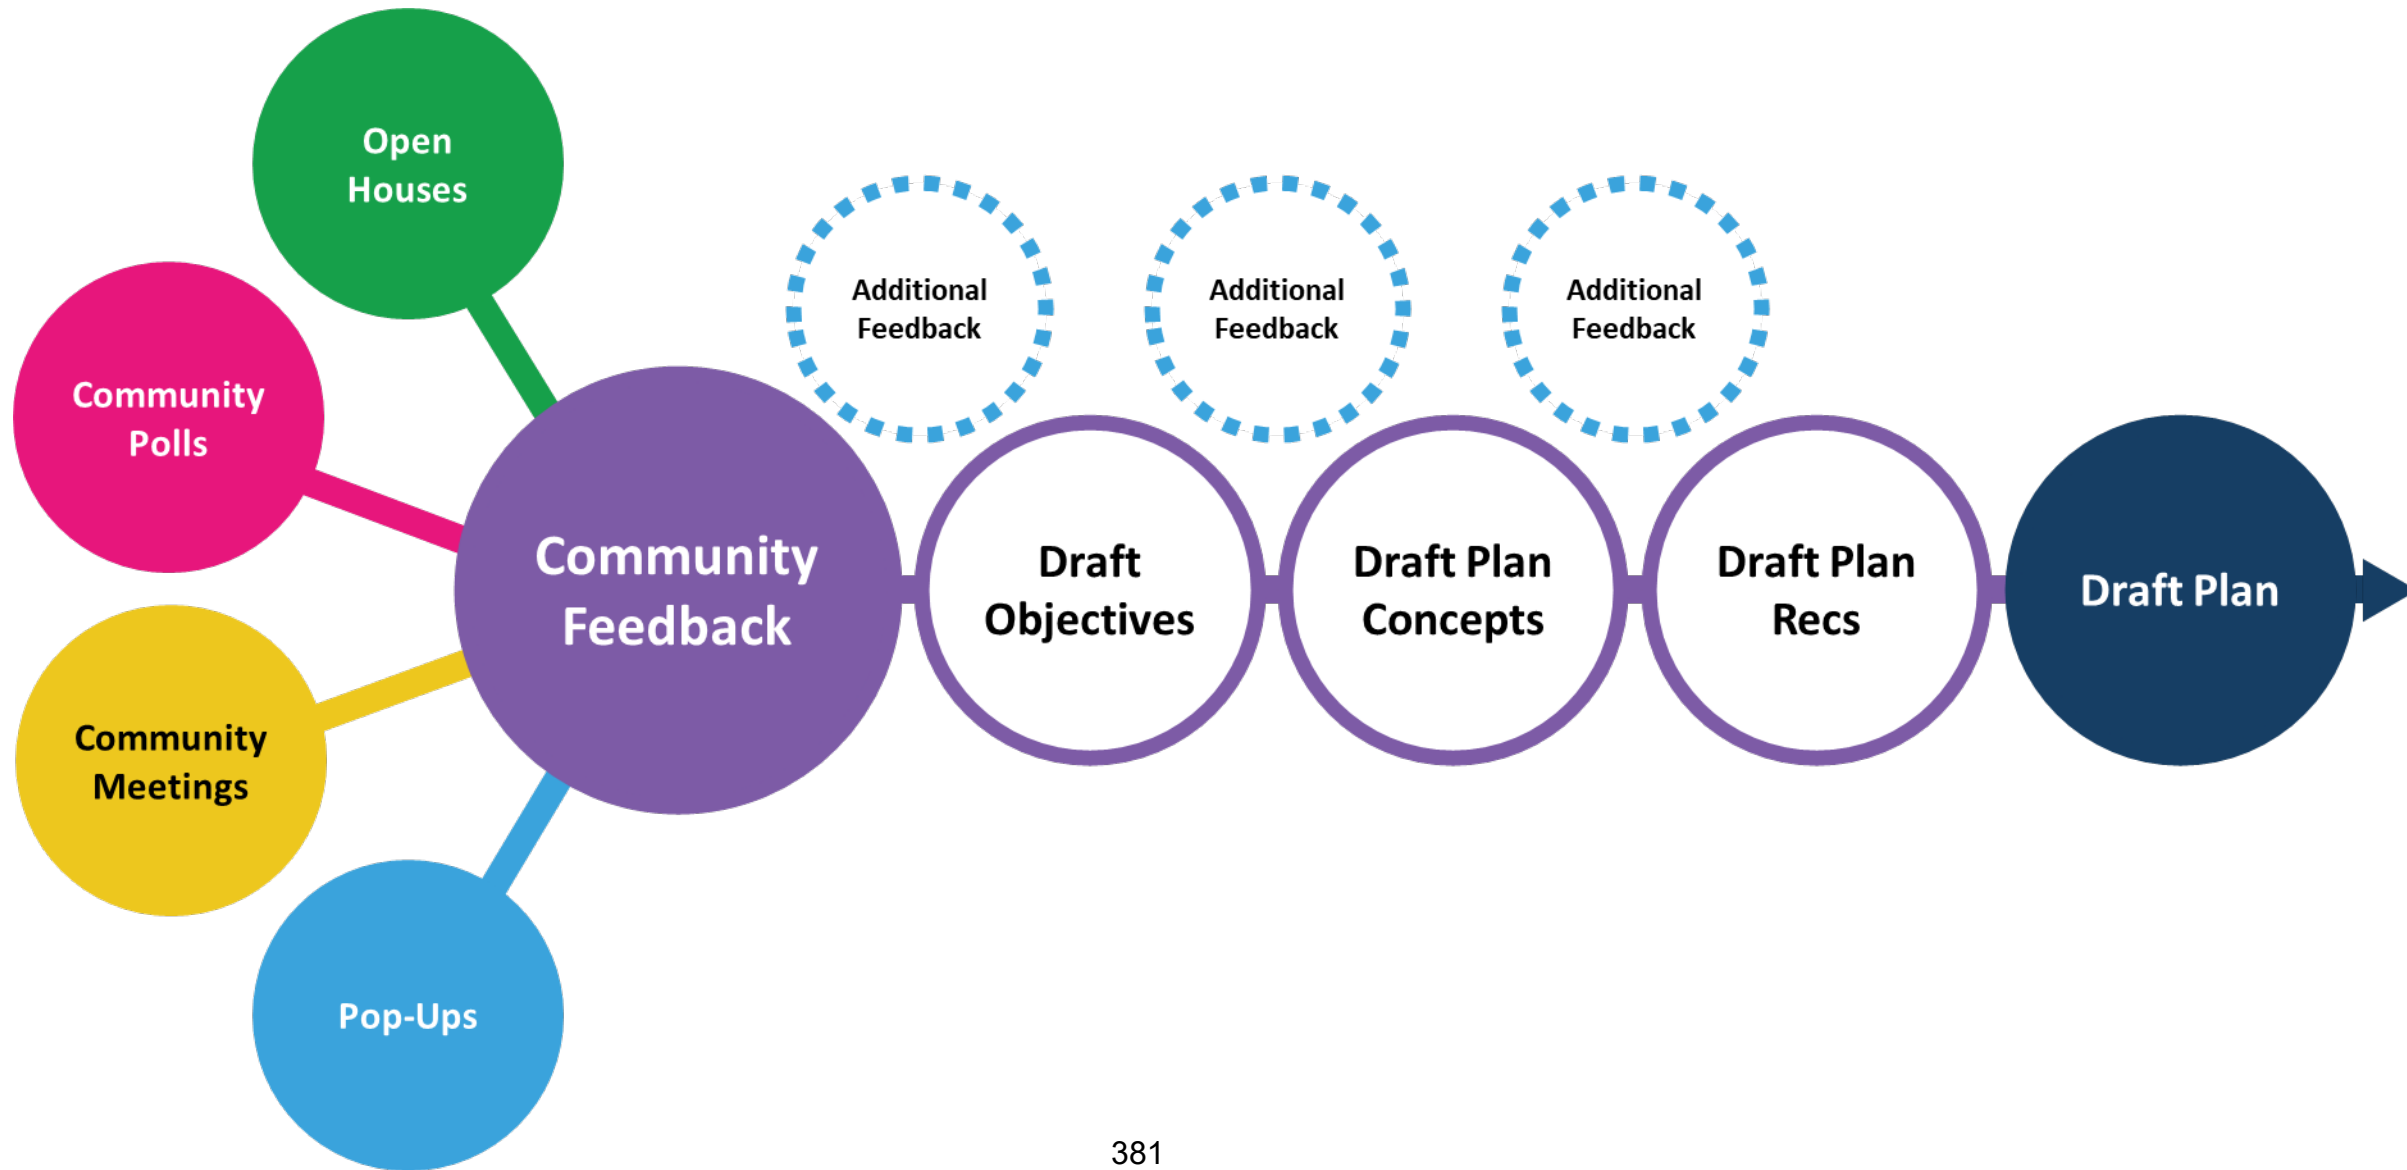 Open
Houses
Community
Polls
Community
Meetings
Pop-Ups
Community
Feedback
Additional
Feedback
Additional
Feedback
Additional
Feedback
Draft
Objectives
Draft Plan
Concepts
Draft Plan
Recs
Draft Plan
381